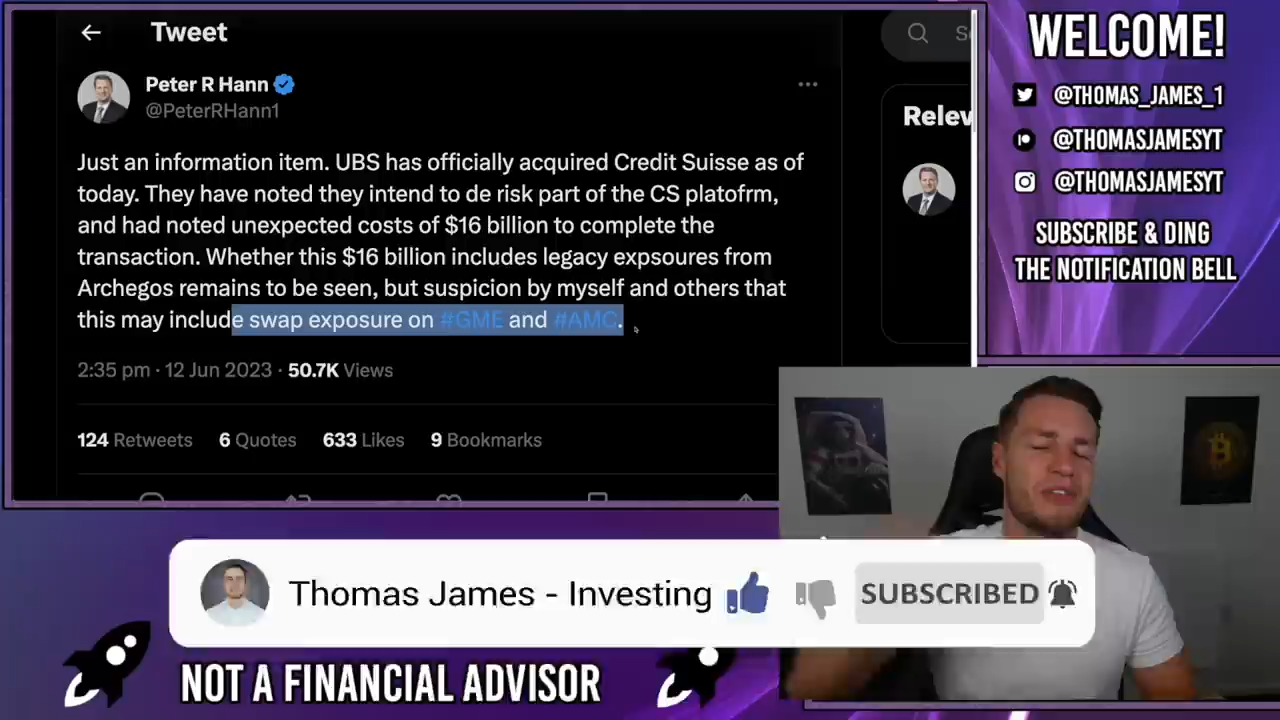 Tweet
Peter R Hann
@PeterRHann1
Just an information item. UBS has officially acquired Credit Suisse as of
today. They have noted they intend to de risk part of the CS platofrm,
and had noted unexpected costs of $16 billion to complete the
transaction. Whether this $16 billion includes legacy expsoures from
Archegos remains to be seen, but suspicion by myself and others that
this may include swap exposure on #GME and #AMC.
2:35 pm · 12 Jun 2023 · 50.7K Views
124 Retweets 6 Quotes 633 Likes 9 Bookmarks
WELCOME!
@THOMAS_JAMES_1
@THOMASJAMESYT
@THOMASJAMESYT
SUBSCRIBE & DING
THE NOTIFICATION BELL
Thomas James - Investing
SUBSCRIBED
NOT A FINANCIAL ADVISOR